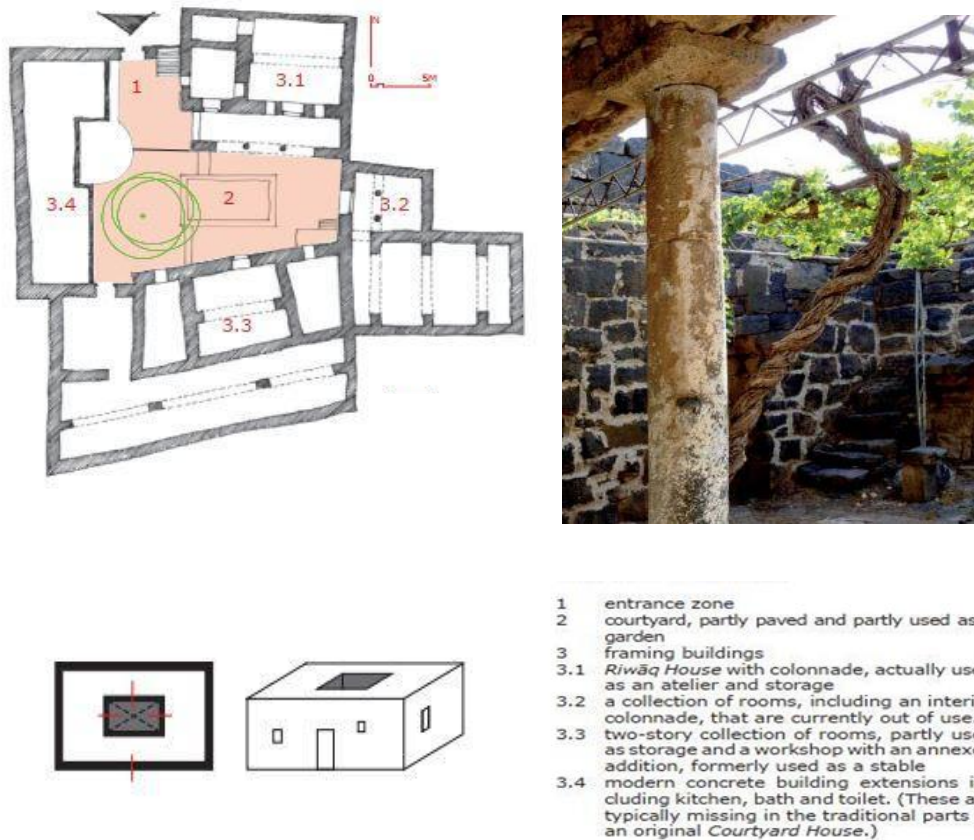 N
1
3.1
0 5M
2
3.4
3.2
3.3
1 entrance zone
2 courtyard, partly paved and partly used as
garden
3 framing buildings
3.1 Riwāq House with colonnade, actually use
as an atelier and storage
3.2 a collection of rooms, including an interi
colonnade, that are currently out of use.
3.3 two-story collection of rooms, partly use
as storage and a workshop with an annexe
addition, formerly used as a stable
3.4 modern concrete building extensions i
cluding kitchen, bath and toilet. (These a
typically missing in the traditional parts
an original Courtyard House.)